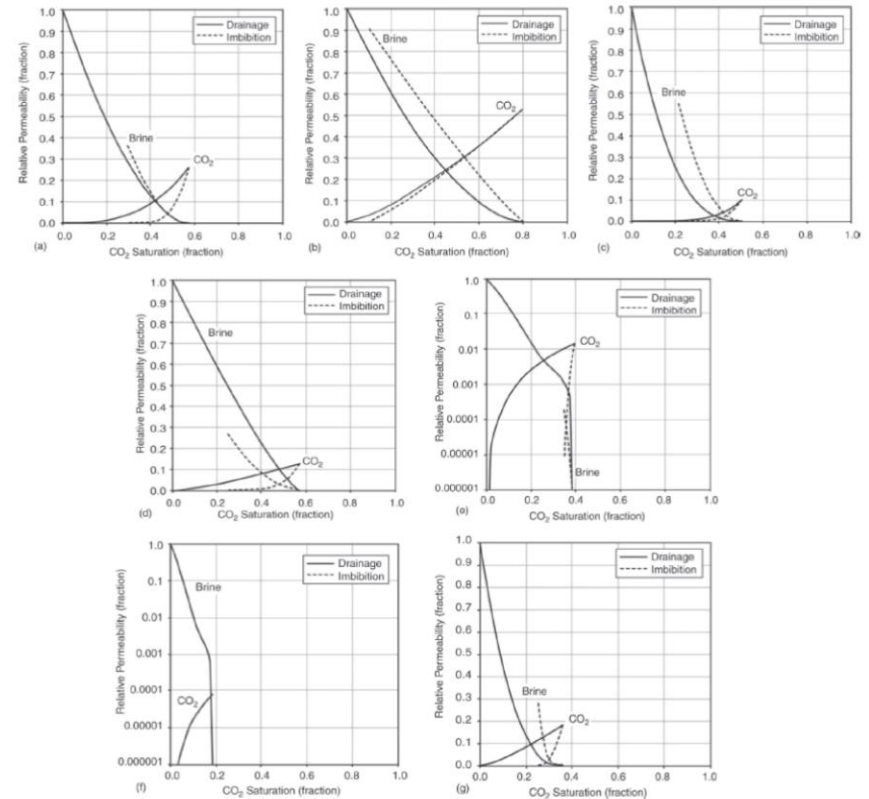 Relative Permeability (fraction)
1.0
0.9
0.8
0.7
0.6
0.5
0.4
0.3
0.2
0.1
0.0
Drainage
Imbibition
Brine
CO₂
0.0 0.2 0.4 0.6 0.8 1.0
(a)
CO₂ Saturation (fraction)
Relative Permeability (fraction)
1.0
0.9
0.8
0.7
0.6
0.5
0.4
0.3
0.2
0.1
0.0
Drainage
Imbibition
Brine
CO₂
0.0 0.2 0.4 0.6 0.8 1.0
(b)
CO₂ Saturation (fraction)
Relative Permeability (fraction)
1.0
0.9
0.8
0.7
0.6
0.5
0.4
0.3
0.2
0.1
0.0
Drainage
Imbibition
Brine
CO₂
0.0 0.2 0.4 0.6 0.8 1.0
(c)
CO₂ Saturation (fraction)
Relative Permeability (fraction)
1.0
0.9
0.8
0.7
0.6
0.5
0.4
0.3
0.2
0.1
0.0
Drainage
Imbibition
Brine
CO₂
0.0 0.2 0.4 0.6 0.8 1.0
(d)
CO₂ Saturation (fraction)
Relative Permeability (fraction)
1.0
0.1
0.01
0.001
0.0001
0.00001
0.000001
Drainage
Imbibition
CO₂
Brine
0.0 0.2 0.4 0.6 0.8 1.0
(e)
CO₂ Saturation (fraction)
Relative Permeability (fraction)
1.0
0.1
0.01
0.001
0.0001
0.00001
0.000001
Drainage
Imbibition
Brine
CO₂
0.0 0.2 0.4 0.6 0.8 1.0
(f)
CO₂ Saturation (fraction)
Relative Permeability (fraction)
1.0
0.9
0.8
0.7
0.6
0.5
0.4
0.3
0.2
0.1
0.0
Drainage
Imbibition
Brine
CO₂
0.0 0.2 0.4 0.6 0.8 1.0
(g)
CO₂ Saturation (fraction)